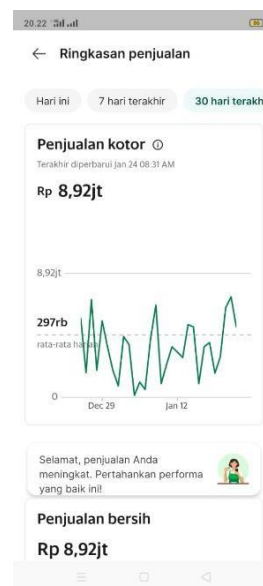 20.22
Ringkasan penjualan
Hari ini
7 hari terakhir
30 hari terakh
Penjualan kotor
Terakhir diperbarui Jan 24 08:31 AM
Rp 8,92jt
8,92jt
297rb
rata-rata harian
0
Dec 29
Jan 12
Selamat, penjualan Anda
meningkat. Pertahankan performa
yang baik ini!
Penjualan bersih
Rp 8,92jt